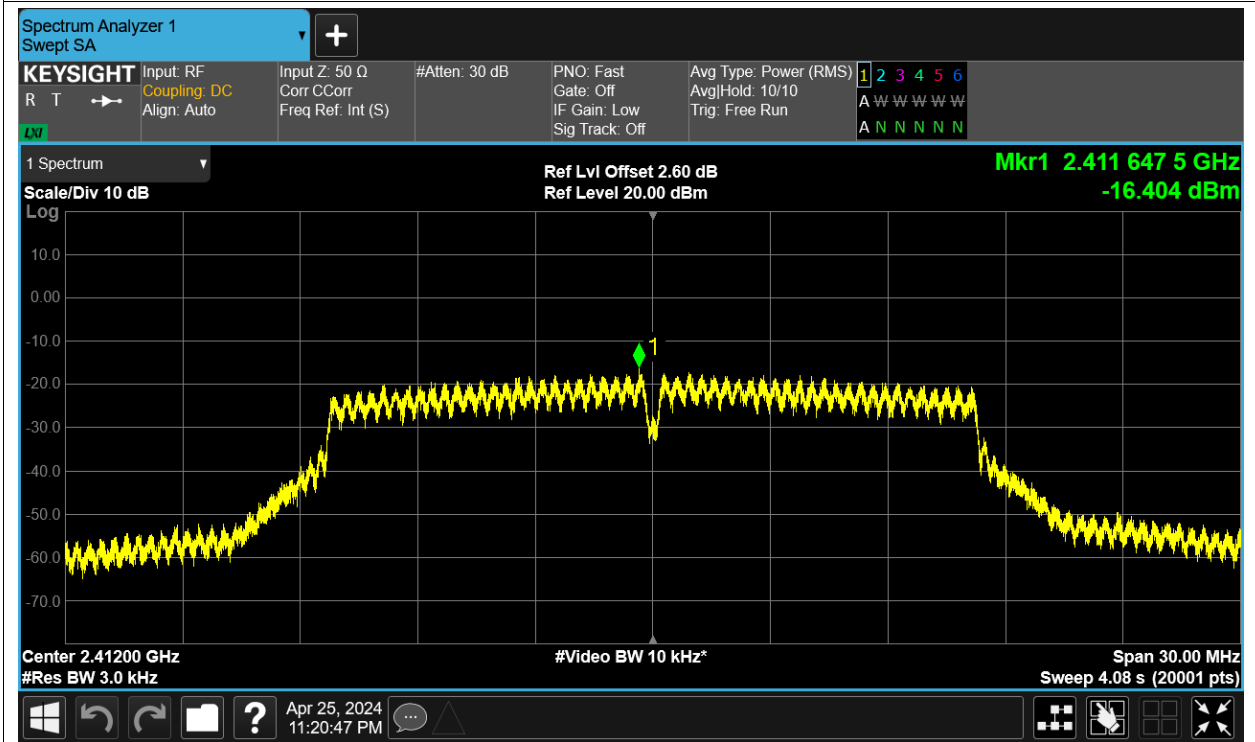 Spectrum Analyzer 1
Swept SA
KEYSIGHT
R T
LXI
Input: RF
Coupling: DC
Align: Auto
Input Z: 50 Ω
Corr CCorr
Freq Ref: Int (S)
#Atten: 30 dB
PNO: Fast
Gate: Off
IF Gain: Low
Sig Track: Off
Avg Type: Power (RMS)
Avg|Hold: 10/10
Trig: Free Run
1 2 3 4 5 6
A W W W W W
A N N N N N
1 Spectrum
Scale/Div 10 dB
Log
Ref Lvl Offset 2.60 dB
Ref Level 20.00 dBm
Mkr1 2.411 647 5 GHz
-16.404 dBm
10.0
0.00
-10.0
1
-20.0
-30.0
-40.0
-50.0
-60.0
-70.0
Center 2.41200 GHz
#Res BW 3.0 kHz
#Video BW 10 kHz*
Span 30.00 MHz
Sweep 4.08 s (20001 pts)
?
Apr 25, 2024
11:20:47 PM